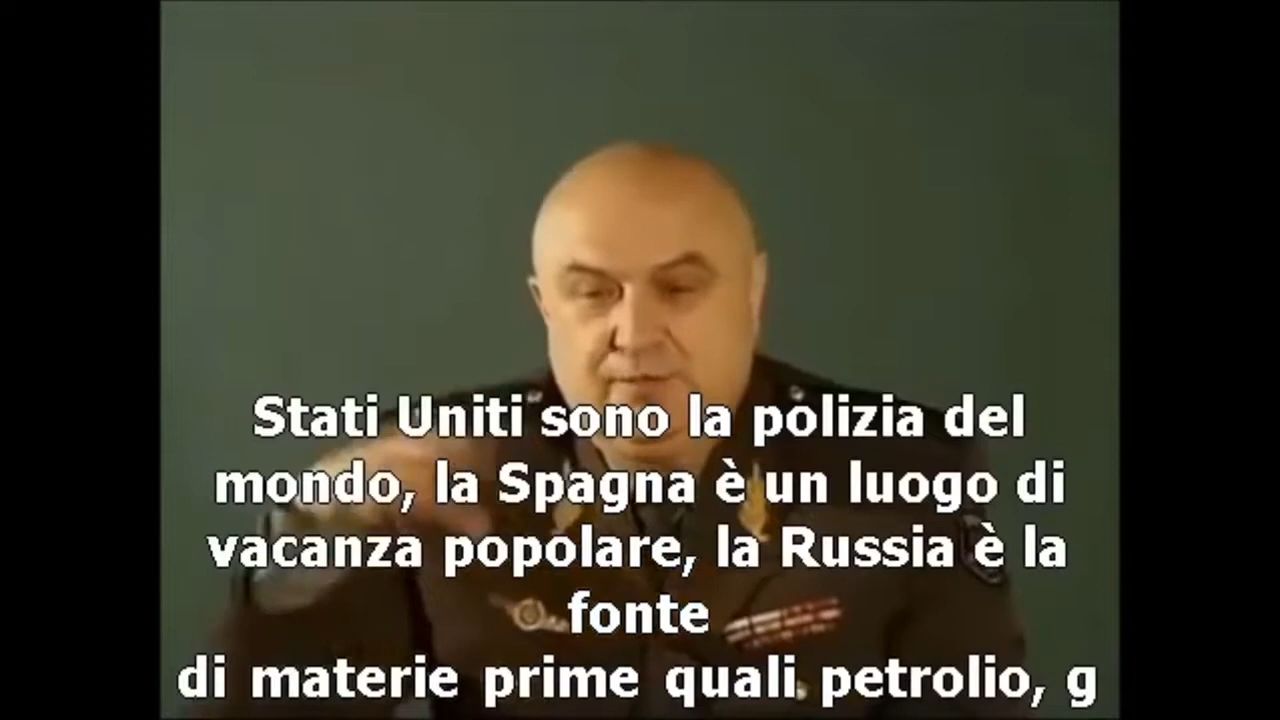 Stati Uniti sono la polizia del
mondo, la Spagna è un luogo di
vacanza popolare, la Russia è la
fonte
di materie prime quali petrolio, g